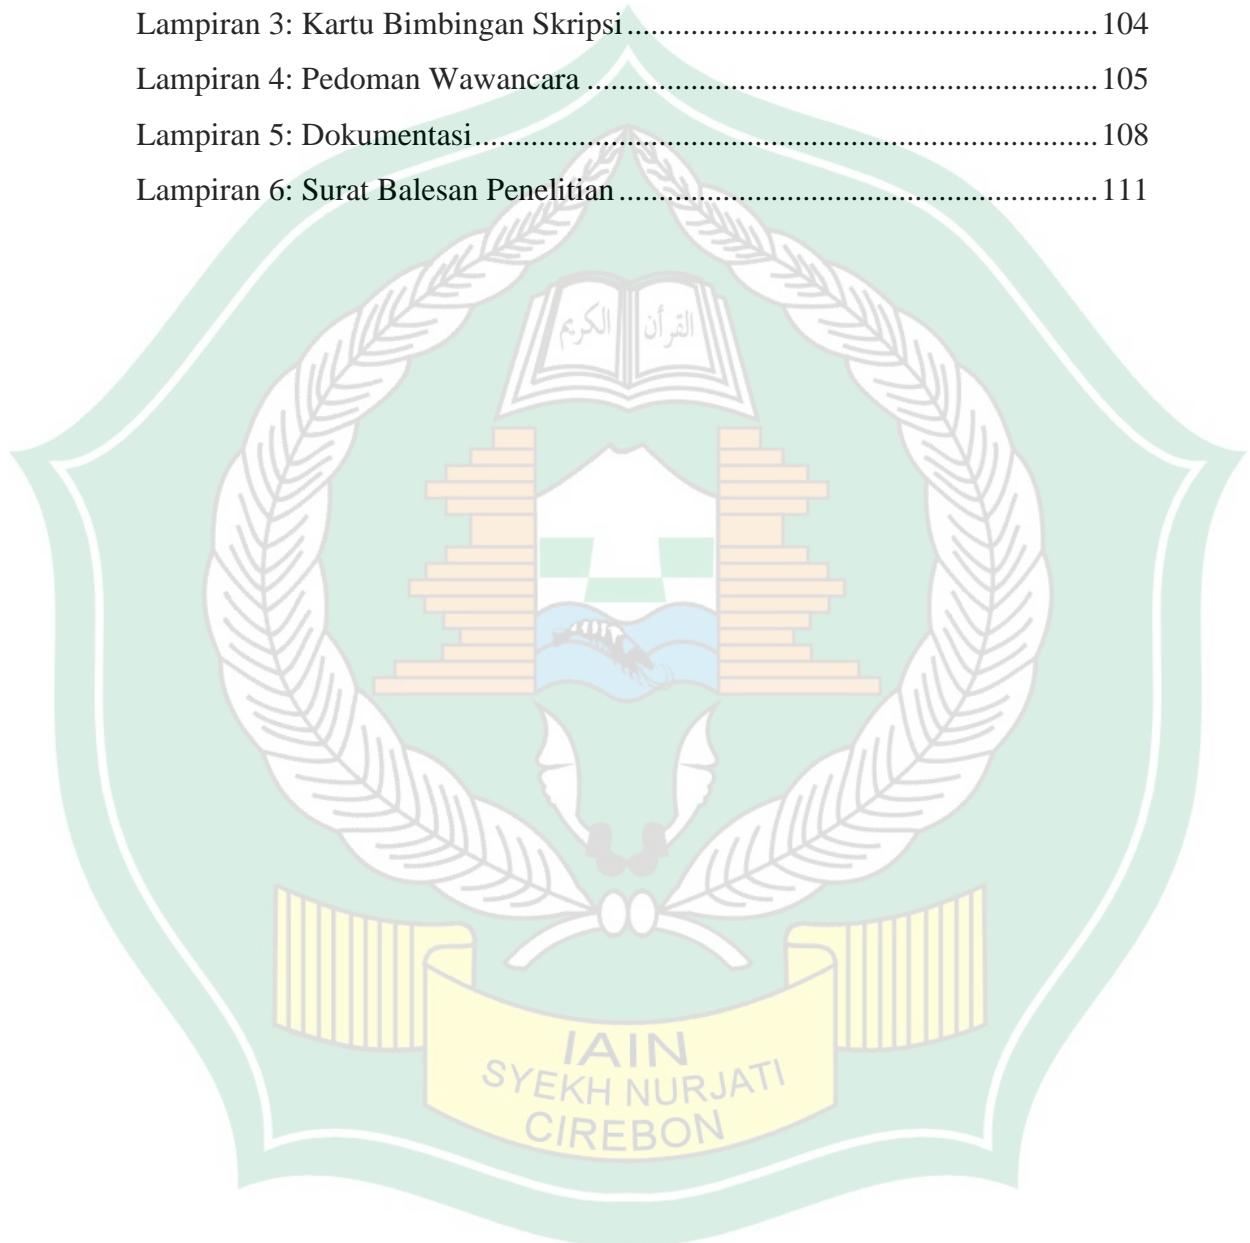 Lampiran 3: Kartu Bimbingan Skripsi............................................................104
Lampiran 4: Pedoman Wawancara ................................................................105
Lampiran 5: Dokumentasi..............................................................................108
Lampiran 6: Surat Balesan Penelitian............................................................111
القرأن الكريم
IAIN
SYEKH NURJATI
CIREBON